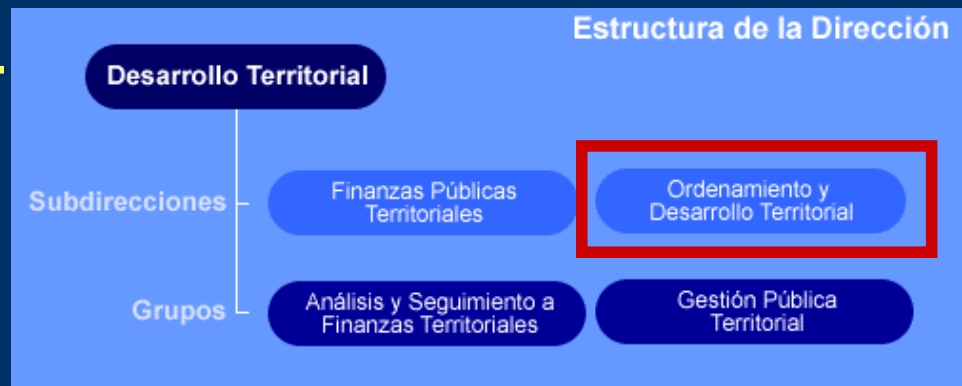 Estructura de la Dirección
Desarrollo Territorial
Subdirecciones
Finanzas Públicas
Territoriales
Ordenamiento y
Desarrollo Territorial
Grupos
Análisis y Seguimiento a
Finanzas Territoriales
Gestión Pública
Territorial